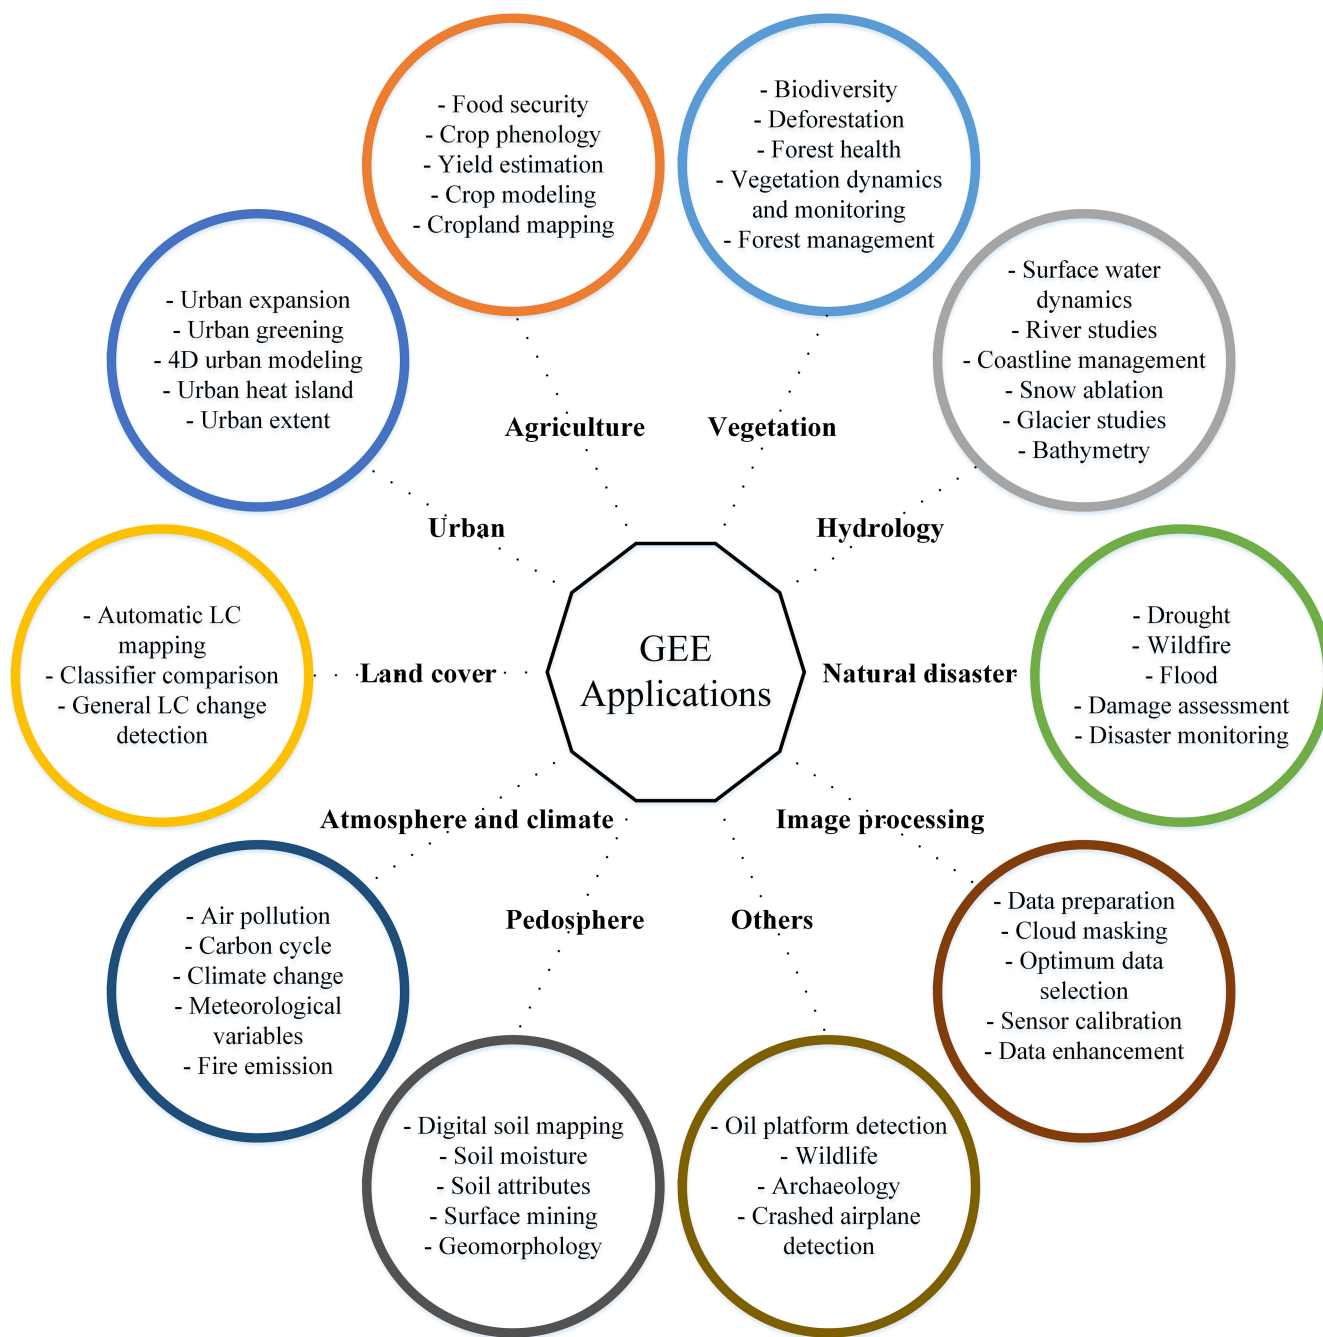 - Food security
- Crop phenology
- Yield estimation
- Crop modeling
- Cropland mapping
- Biodiversity
- Deforestation
- Forest health
- Vegetation dynamics
and monitoring
- Forest management
- Urban expansion
- Urban greening
- 4D urban modeling
- Urban heat island
- Urban extent
- Surface water
dynamics
- River studies
- Coastline management
- Snow ablation
- Glacier studies
- Bathymetry
Agriculture
Vegetation
Urban
Hydrology
- Automatic LC
mapping
- Classifier comparison
- General LC change
detection
Land cover
GEE
Applications
Natural disaster
- Drought
- Wildfire
- Flood
- Damage assessment
- Disaster monitoring
Atmosphere and climate
Image processing
Pedosphere
Others
- Air pollution
- Carbon cycle
- Climate change
- Meteorological
variables
- Fire emission
- Data preparation
- Cloud masking
- Optimum data
selection
- Sensor calibration
- Data enhancement
- Digital soil mapping
- Soil moisture
- Soil attributes
- Surface mining
- Geomorphology
- Oil platform detection
- Wildlife
- Archaeology
- Crashed airplane
detection